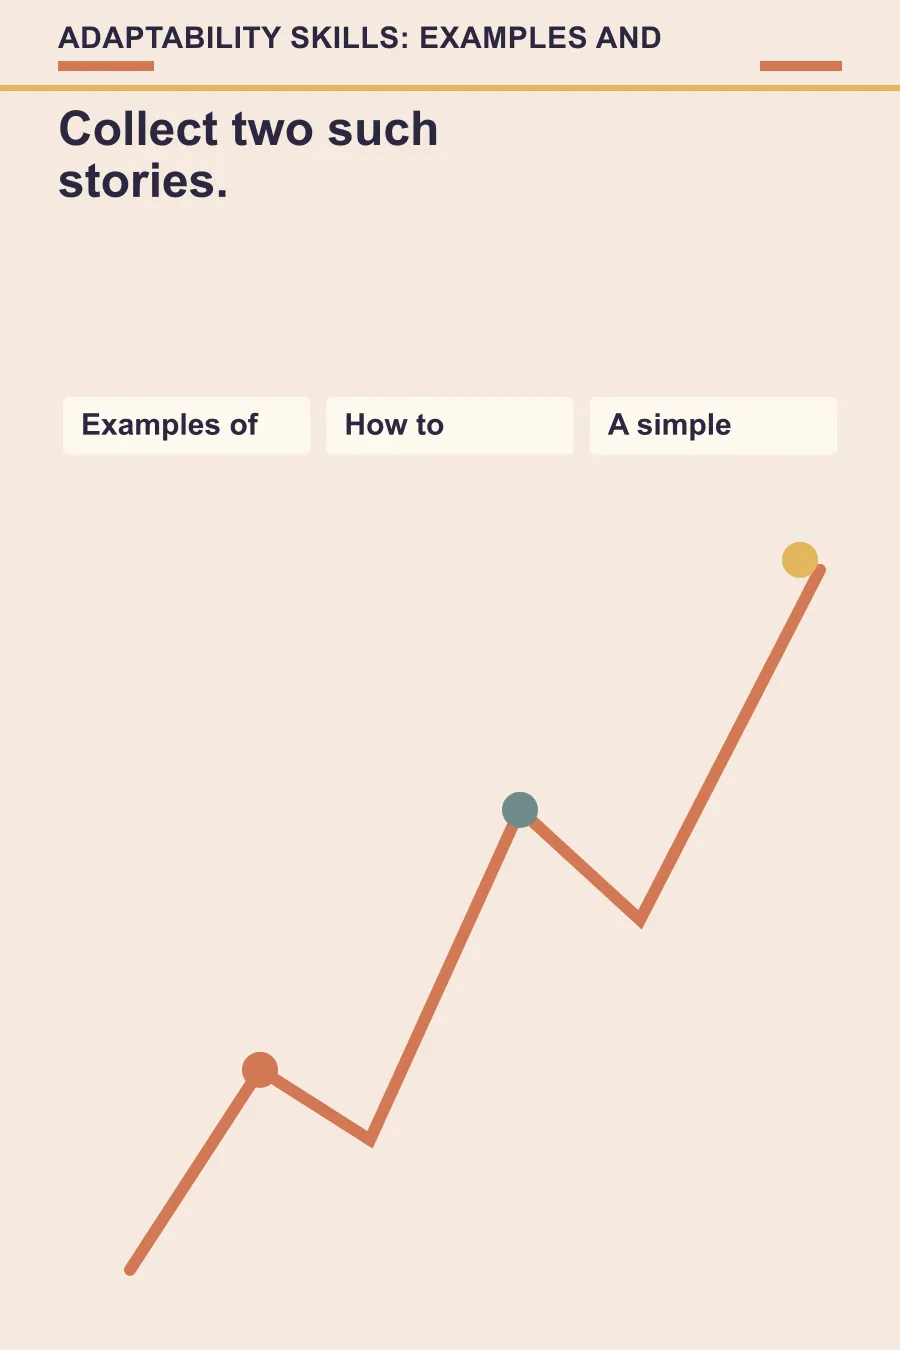 ADAPTABILITY SKILLS: EXAMPLES AND
Collect two such
stories.
Examples of
How to
A simple